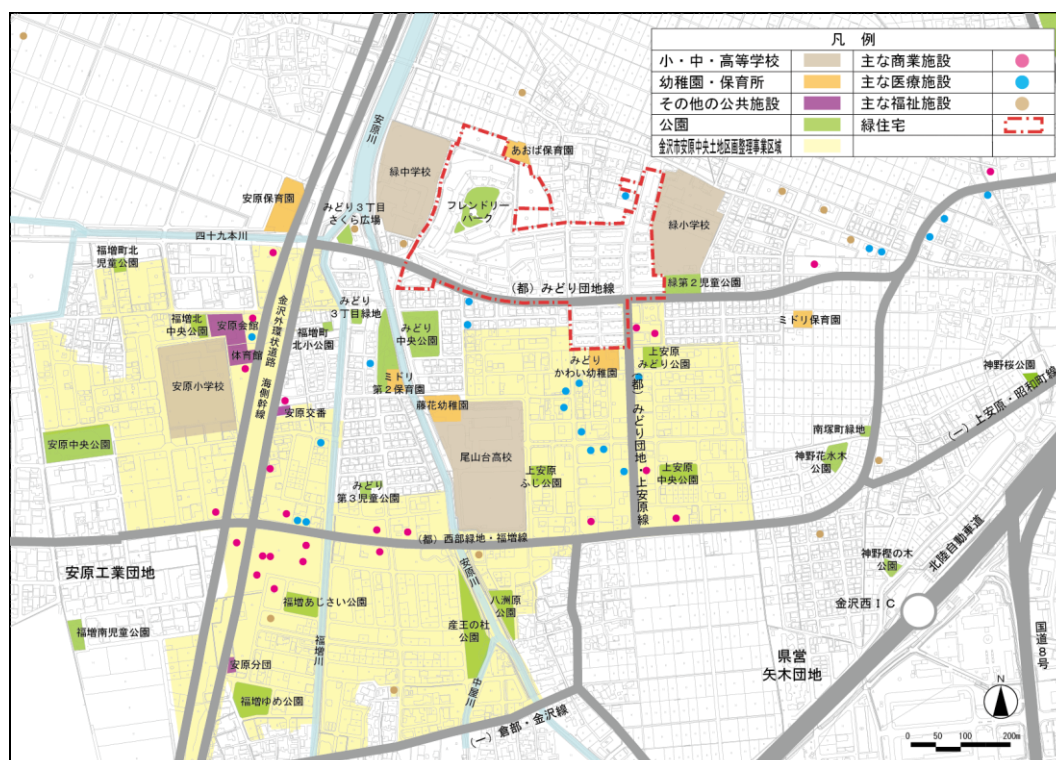 凡 例
小・中・高等学校
主な商業施設
幼稚園・保育所
主な医療施設
その他の公共施設
主な福祉施設
公園
緑住宅
金沢市安原中央土地区画整理事業区域
安原川
緑中学校
あおば保育園
安原保育園
みどり3丁目
さくら広場
フレンドリー
パーク
緑小学校
四十九本川
福増町北
児童公園
緑第2児童公園
(都)みどり団地線
金沢外環状道路 海側幹線
みどり
3丁目緑地
福増北
中央公園
安原会館
福増町
北小公園
みどり
中央公園
ミドリ保育園
体育館
上安原
みどり公園
みどり
かわい幼稚園
ミドリ
第2保育園
神野桜公園
安原小学校
藤花幼稚園
安原交番
(都)みどり団地・上安原線
(一)上安原・昭和町線
南塚町緑地
安原中央公園
尾山台高校
神野花水木
公園
上安原
ふじ公園
上安原
中央公園
みどり
第3児童公園
(都)西部緑地・福増線
北陸自動車道
安原工業団地
安原川
神野樫の木
公園
福増あじさい公園
八洲原
公園
金沢西IC
産王の杜
公園
福増南児童公園
福増川
国道8号
県営
矢木団地
安原分団
福増ゆめ公園
中屋川
(一)倉部・金沢線
N
0 50 100 200m